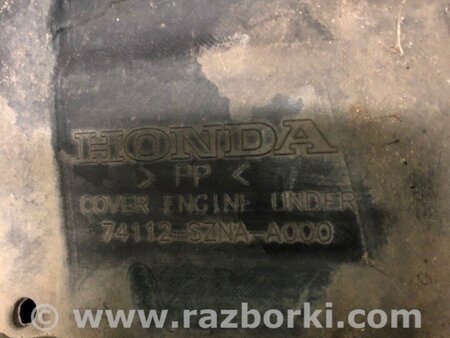 HONDA
> PP <
COVER ENGINE UNDER
74112-SZNA-A000
© www.razborki.com